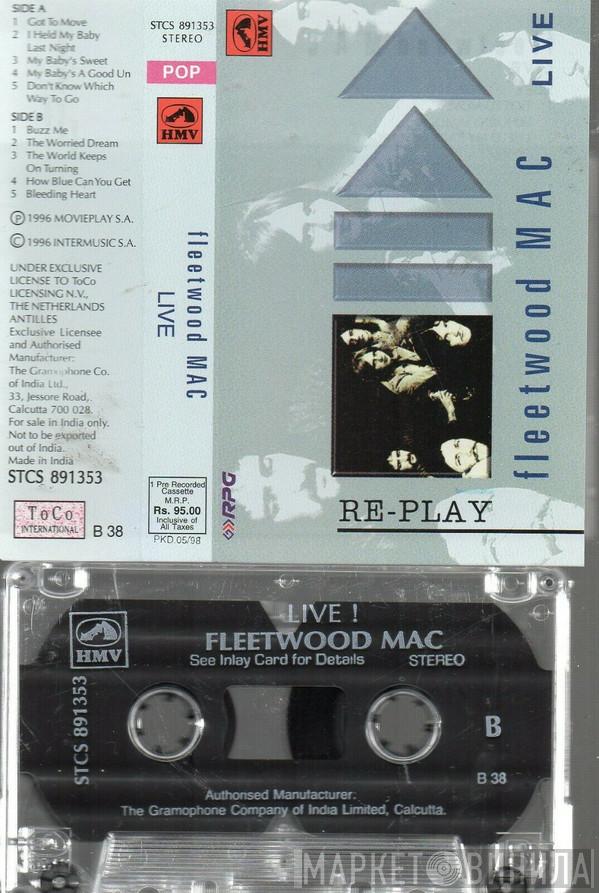 SIDE A
1 Got To Move
2 I Held My Baby
Last Night
3 My Baby's Sweet
4 My Baby's A Good Un
5 Don't Know Which
Way To Go
SIDE B
1 Buzz Me
2 The Worried Dream
3 The World Keeps
On Turning
4 How Blue Can You Get
5 Bleeding Heart
Ⓟ 1996 MOVIEPLAY S.A.
© 1996 INTERMUSIC S.A.
UNDER EXCLUSIVE
LICENSE TO ToCo
LICENSING N.V.,
THE NETHERLANDS
ANTILLES
Exclusive Licensee
and Authorised
Manufacturer:
The Gramophone Co.
of India Ltd.,
33, Jessore Road,
Calcutta 700 028.
For sale in India only.
Not to be exported
out of India.
Made in India
STCS 891353
ToCo
INTERNATIONAL
B 38
STCS 891353
STEREO
POP
HMV
fleetwood MAC
LIVE
1 Pre Recorded
Cassette
M.R.P.
Rs. 95.00
Inclusive of
All Taxes
PKD.05/98
HMV
LIVE
fleetwood MAC
RPG
RE-PLAY
LIVE !
HMV
FLEETWOOD MAC
See Inlay Card for Details STEREO
STCS 891353
B
B 38
Authorised Manufacturer:
The Gramophone Company of India Limited, Calcutta.
МАРКЕТ ВИНИЛА